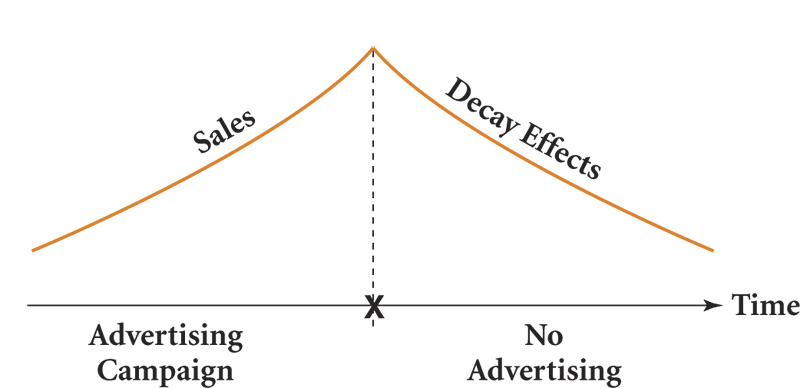 Sales
Decay Effects
X
Time
Advertising
Campaign
No
Advertising